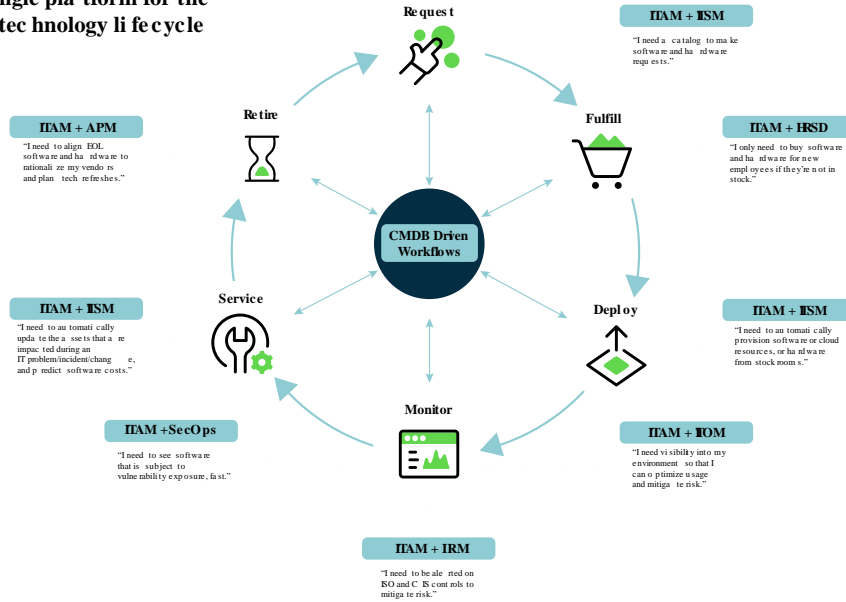 single platform for the
technology lifecycle
Request
ITAM + ITSM
"I need a catalog to make
software and hardware
requests."
Fulfill
ITAM + HRSD
"I only need to buy software
and hardware for new
employees if they're not in
stock."
Deploy
ITAM + ITSM
"I need to automatically
provision software or cloud
resources, or hardware
from stockrooms."
ITAM + ITOM
"I need visibility into my
environment so that I
can optimize usage
and mitigate risk."
Monitor
ITAM + IRM
"I need to be alerted on
ISO and CIS controls to
mitigate risk."
ITAM +SecOps
"I need to see software
that is subject to
vulnerability exposure, fast."
Service
ITAM + ITSM
"I need to automatically
update the assets that are
impacted during an
IT problem/incident/change,
and predict software costs."
Retire
ITAM + APM
"I need to align EOL
software and hardware to
rationalize my vendors
and plan tech refreshes."
CMDB Driven
Workflows